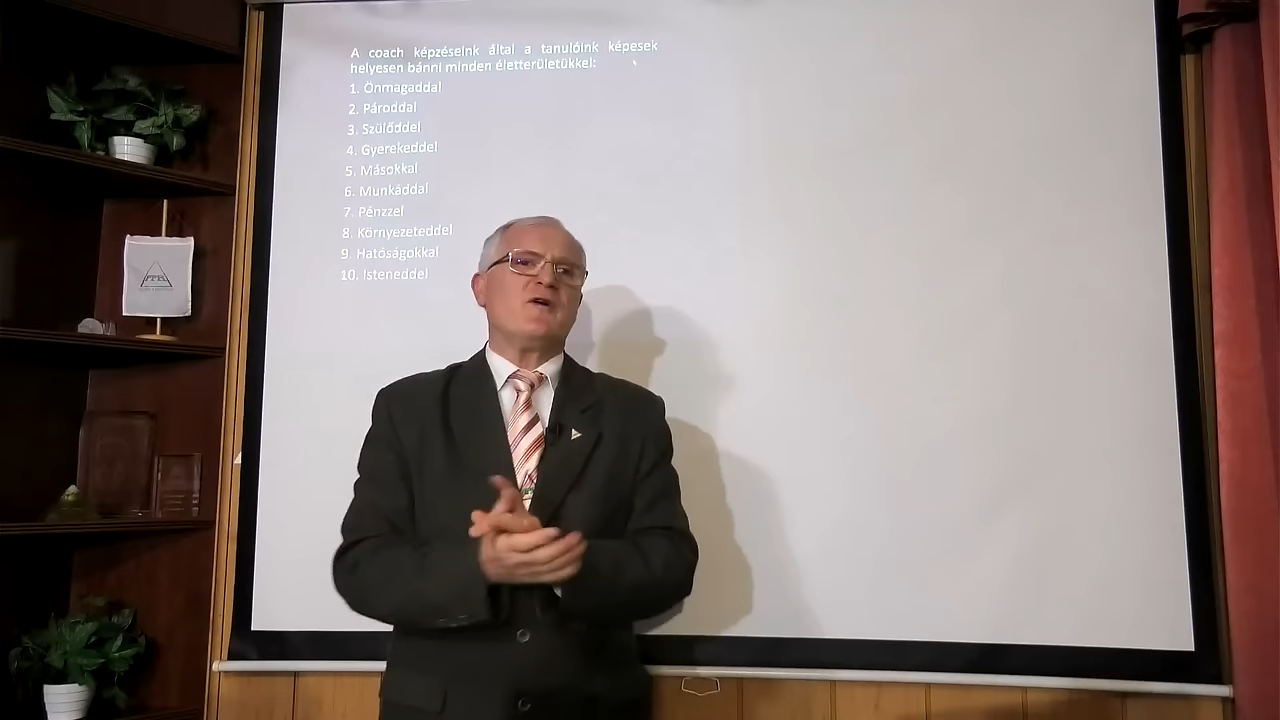 A coach képzéseink által a tanulóink képesek
helyesen bánni minden életterületükkel:
1. Önmagaddal
2. Pároddal
3. Szülőddel
4. Gyerekeddel
5. Másokkal
6. Munkáddal
7. Pénzzel
8. Környezeteddel
9. Hatóságokkal
10. Isteneddel